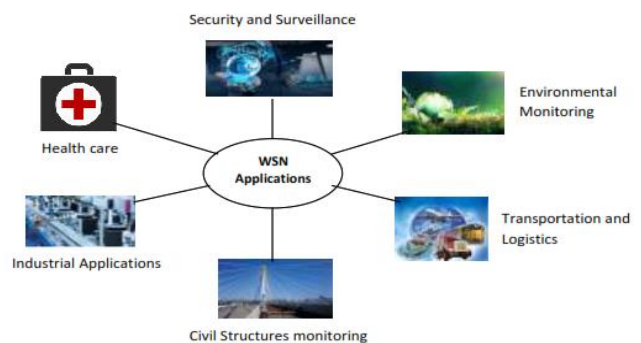 Security and Surveillance
Environmental
Monitoring
Health care
WSN
Applications
Transportation and
Logistics
Industrial Applications
Civil Structures monitoring